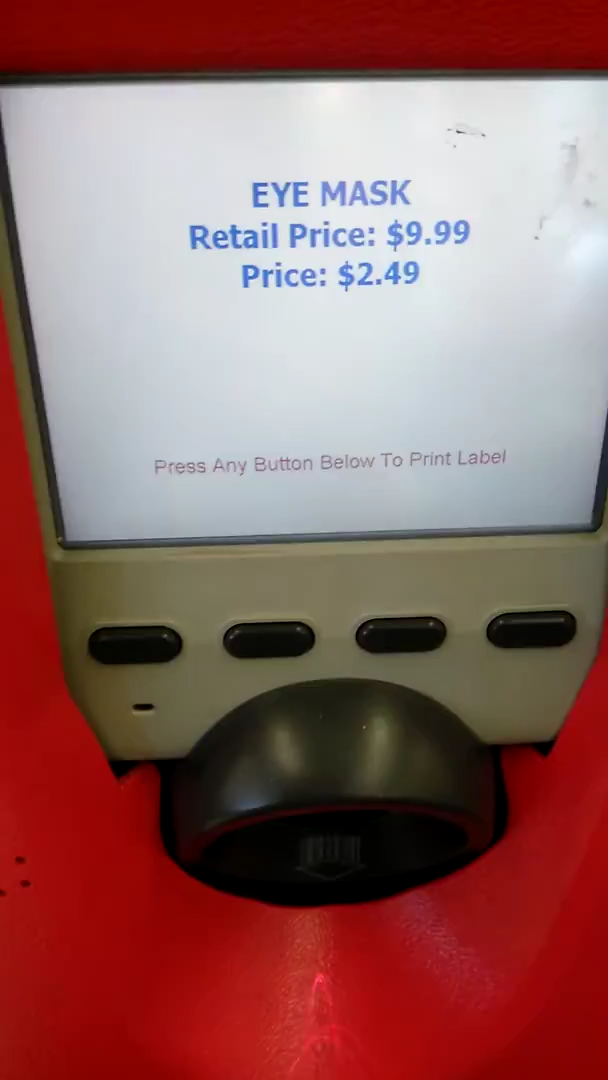 EYE MASK
Retail Price: $9.99
Price: $2.49
Press Any Button Below To Print Label